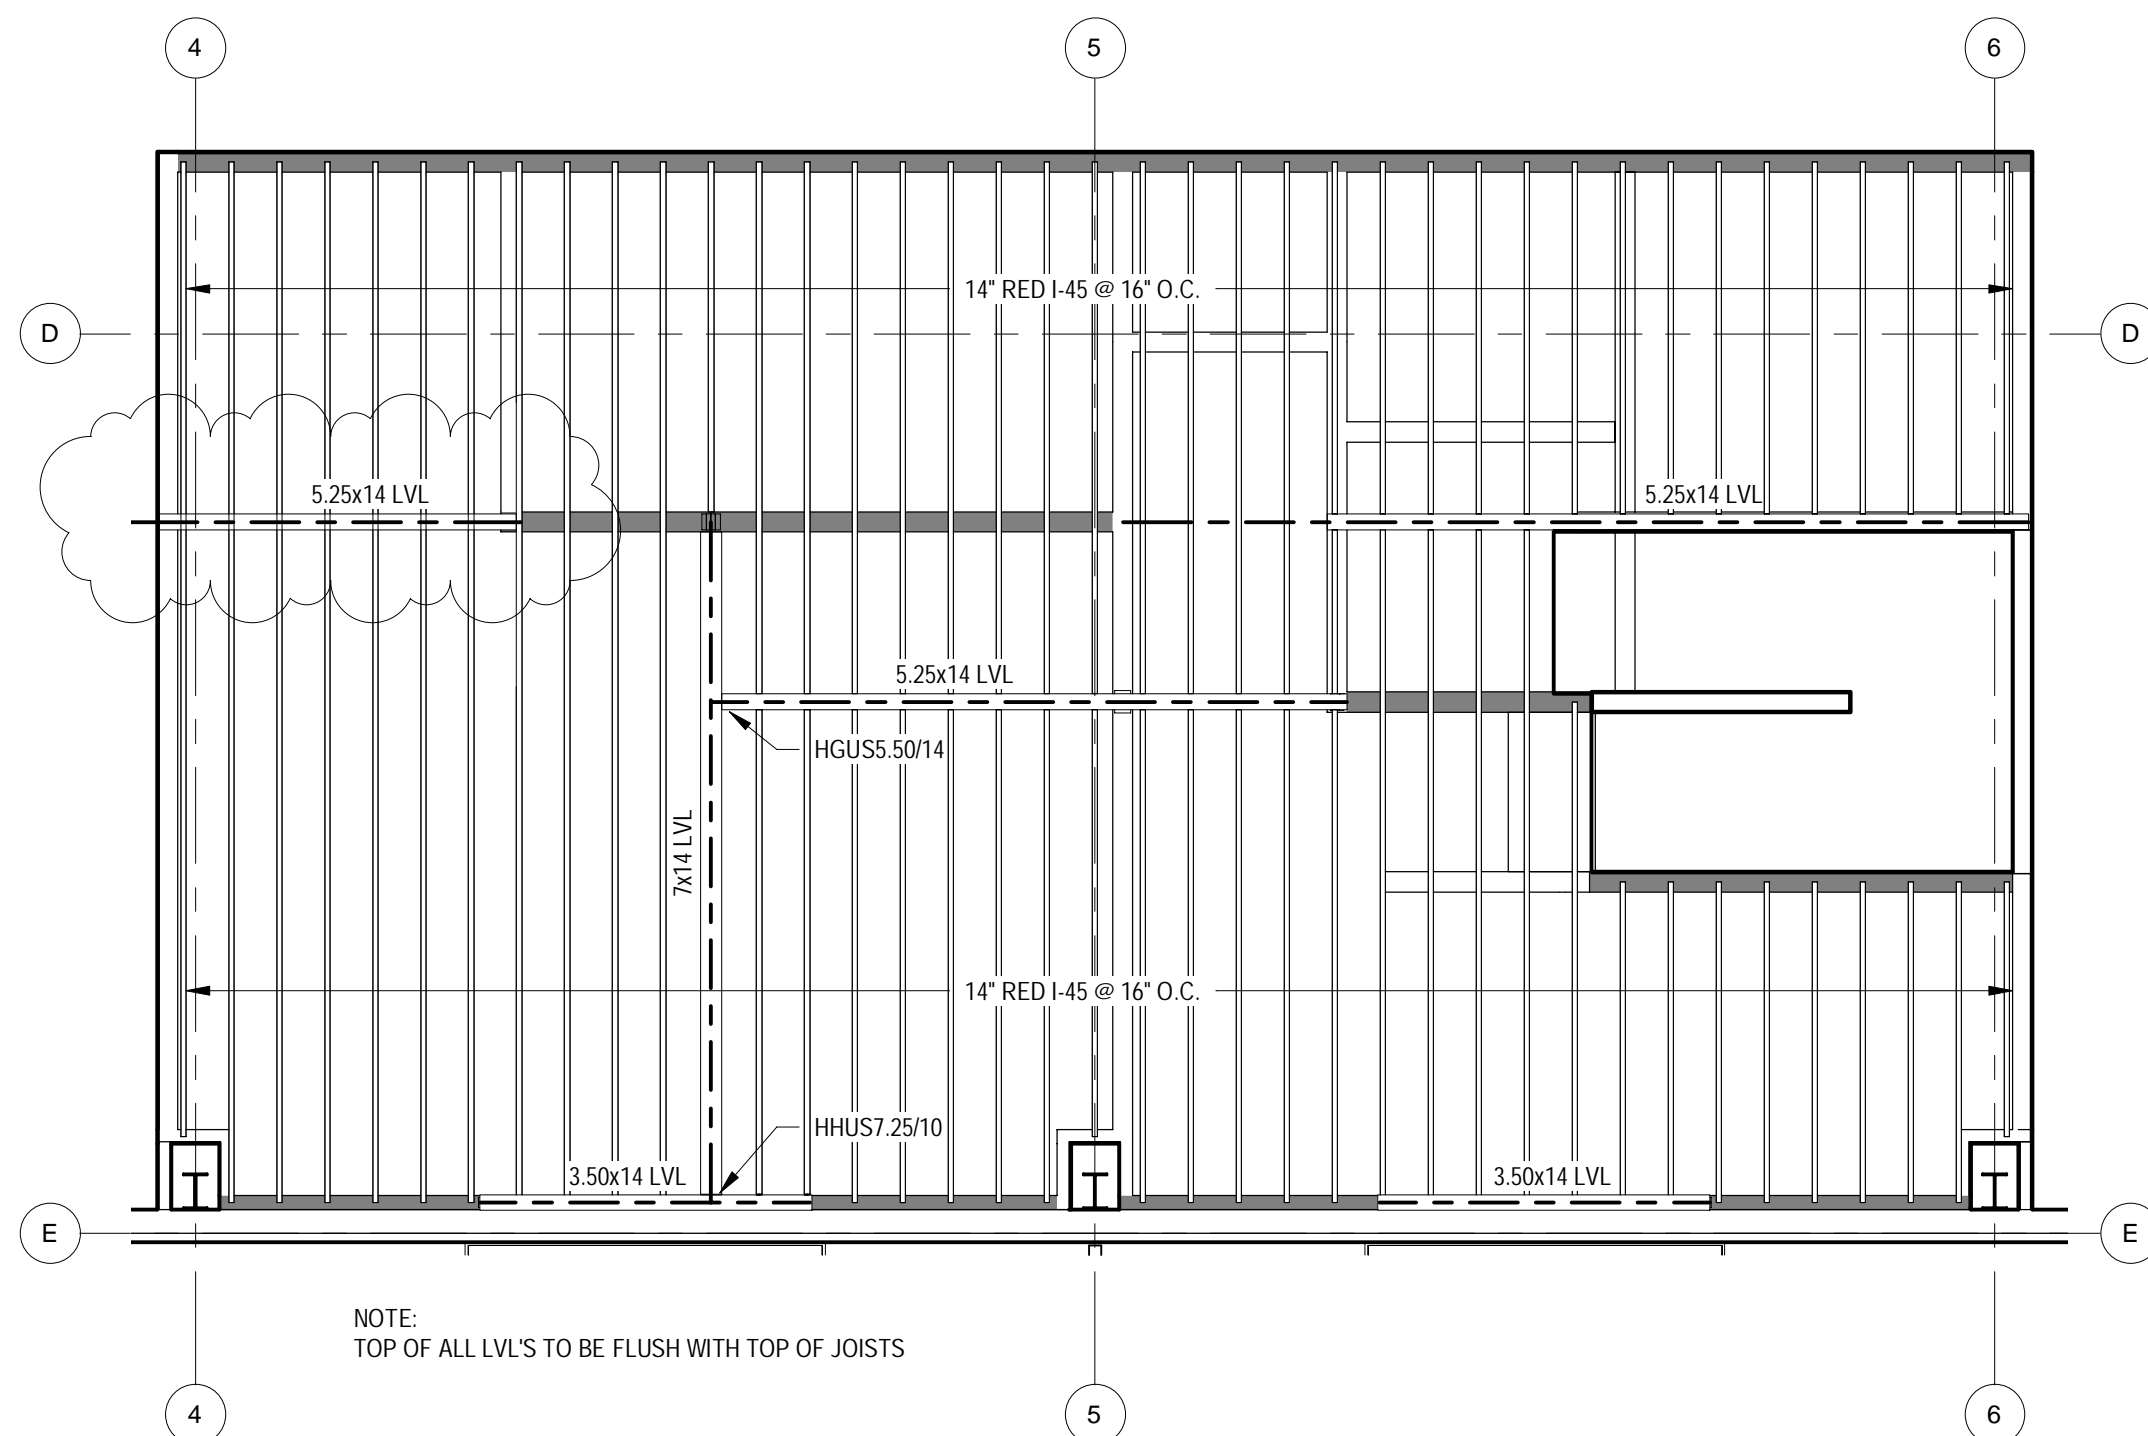 4
5
6
14" RED I-45 @ 16" O.C.
D
D
5.25x14 LVL
5.25x14 LVL
5.25x14 LVL
HGUS5.50/14
7x14 LVL
14" RED I-45 @ 16" O.C.
HHUS7.25/10
3.50x14 LVL
3.50x14 LVL
E
E
NOTE:
TOP OF ALL LVL'S TO BE FLUSH WITH TOP OF JOISTS
4
5
6